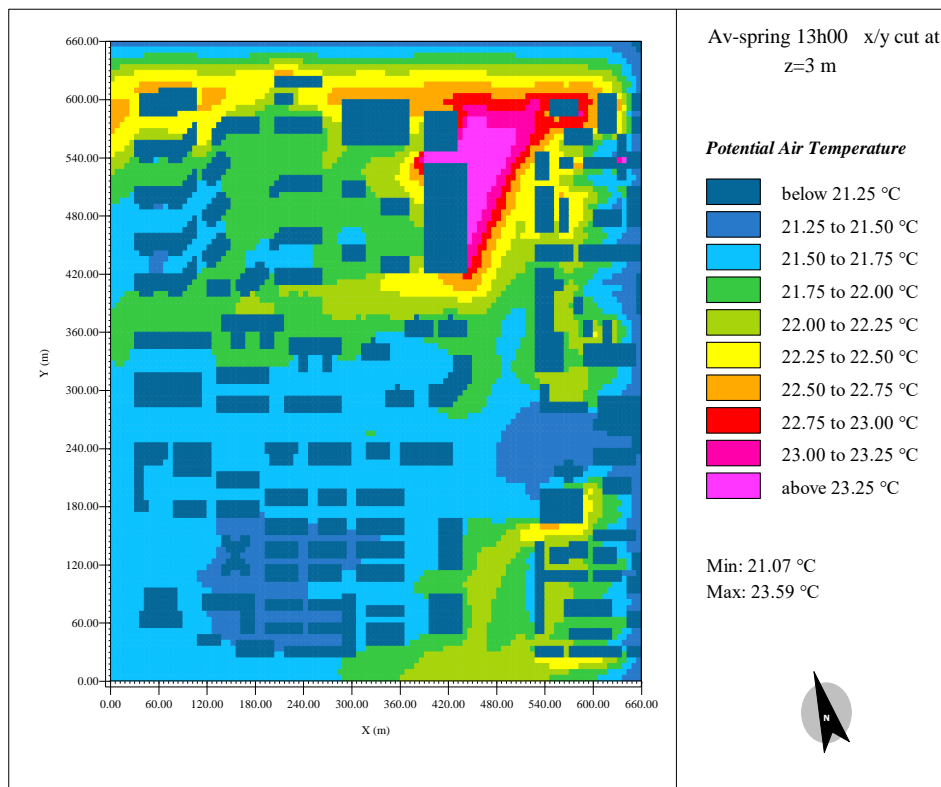 Av-spring 13h00 x/y cut at
z=3 m
Potential Air Temperature
below 21.25 °C
21.25 to 21.50 °C
21.50 to 21.75 °C
21.75 to 22.00 °C
22.00 to 22.25 °C
22.25 to 22.50 °C
22.50 to 22.75 °C
22.75 to 23.00 °C
23.00 to 23.25 °C
above 23.25 °C
Min: 21.07 °C
Max: 23.59 °C
N
660.00
600.00
540.00
480.00
420.00
360.00
300.00
240.00
180.00
120.00
60.00
0.00
Y (m)
0.00 60.00 120.00 180.00 240.00 300.00 360.00 420.00 480.00 540.00 600.00 660.00
X (m)